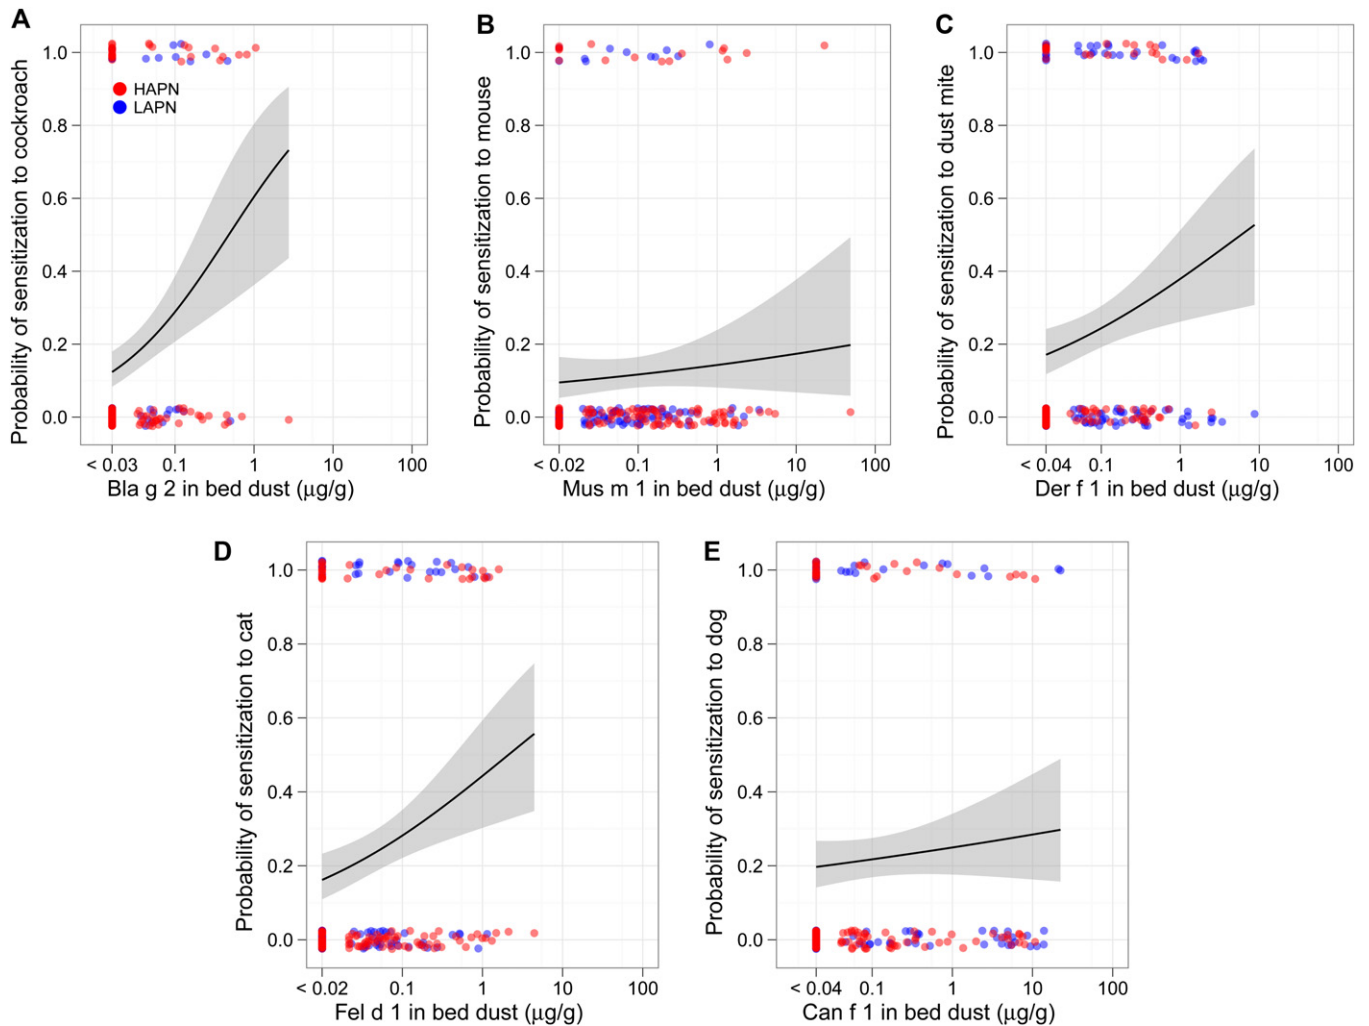 A
Probability of sensitization to cockroach
1.0
0.8
0.6
0.4
0.2
0.0
HAPN
LAPN
< 0.03 0.1 1 10 100
Bla g 2 in bed dust (μg/g)
B
Probability of sensitization to mouse
1.0
0.8
0.6
0.4
0.2
0.0
< 0.02 0.1 1 10 100
Mus m 1 in bed dust (μg/g)
C
Probability of sensitization to dust mite
1.0
0.8
0.6
0.4
0.2
0.0
< 0.04 0.1 1 10 100
Der f 1 in bed dust (μg/g)
D
Probability of sensitization to cat
1.0
0.8
0.6
0.4
0.2
0.0
< 0.02 0.1 1 10 100
Fel d 1 in bed dust (μg/g)
E
Probability of sensitization to dog
1.0
0.8
0.6
0.4
0.2
0.0
< 0.04 0.1 1 10 100
Can f 1 in bed dust (μg/g)